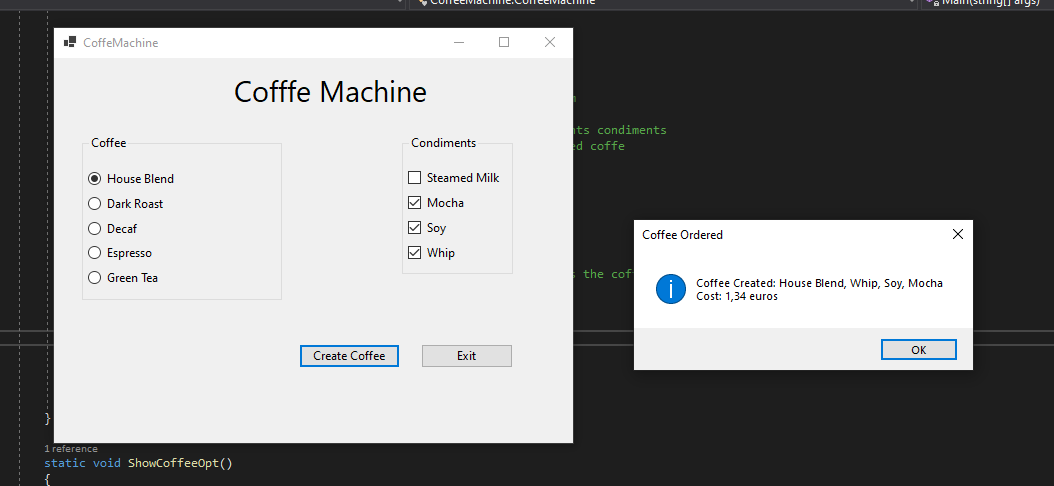 CoffeeMachine.CoffeeMachine
Main(string[] args)
CoffeMachine
Cofffe Machine
nts condiments
ed coffe
Coffee
House Blend
Dark Roast
Decaf
Espresso
Green Tea
Condiments
Steamed Milk
Mocha
Soy
Whip
s the coff
Create Coffee
Exit
Coffee Ordered
Coffee Created: House Blend, Whip, Soy, Mocha
Cost: 1,34 euros
OK
}
1 reference
static void ShowCoffeeOpt()
{